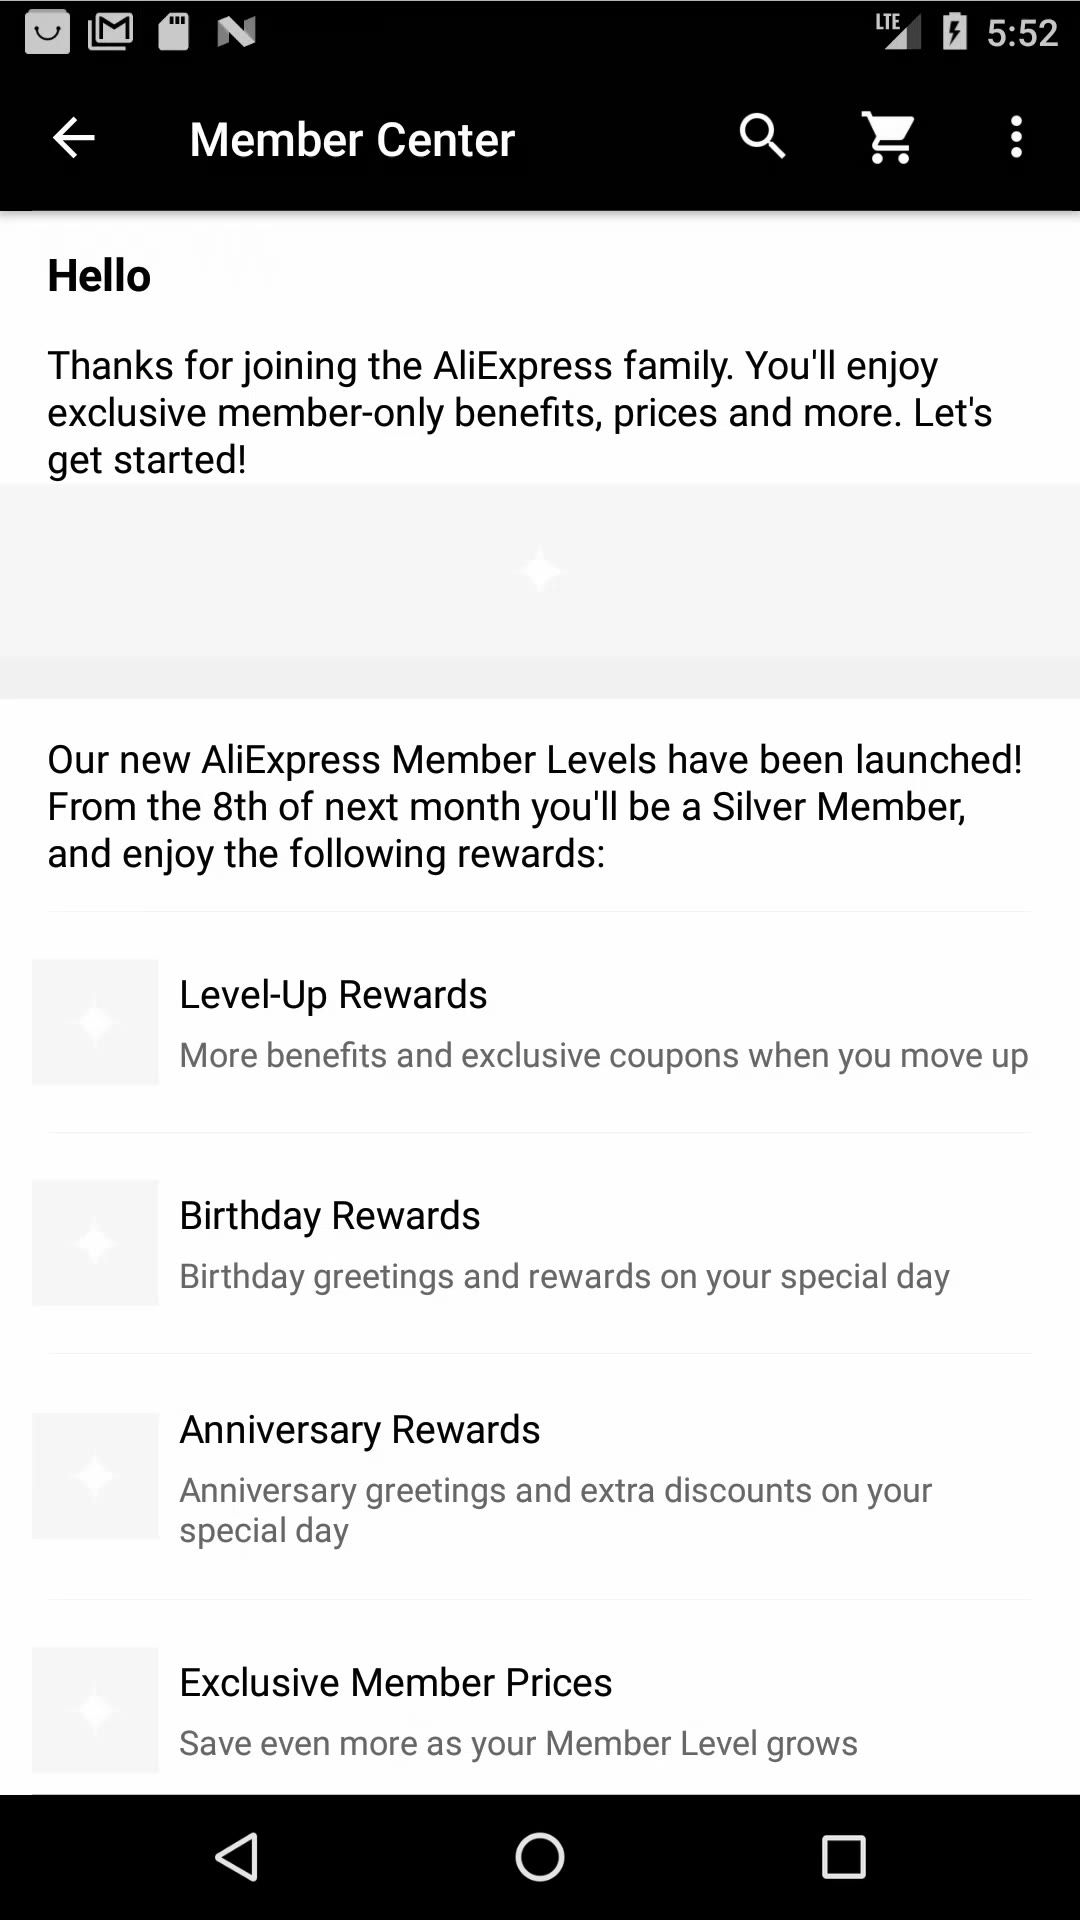 LTE
5:52
Member Center
Hello
Thanks for joining the AliExpress family. You'll enjoy
exclusive member-only benefits, prices and more. Let's
get started!
Our new AliExpress Member Levels have been launched!
From the 8th of next month you'll be a Silver Member,
and enjoy the following rewards:
Level-Up Rewards
More benefits and exclusive coupons when you move up
Birthday Rewards
Birthday greetings and rewards on your special day
Anniversary Rewards
Anniversary greetings and extra discounts on your
special day
Exclusive Member Prices
Save even more as your Member Level grows